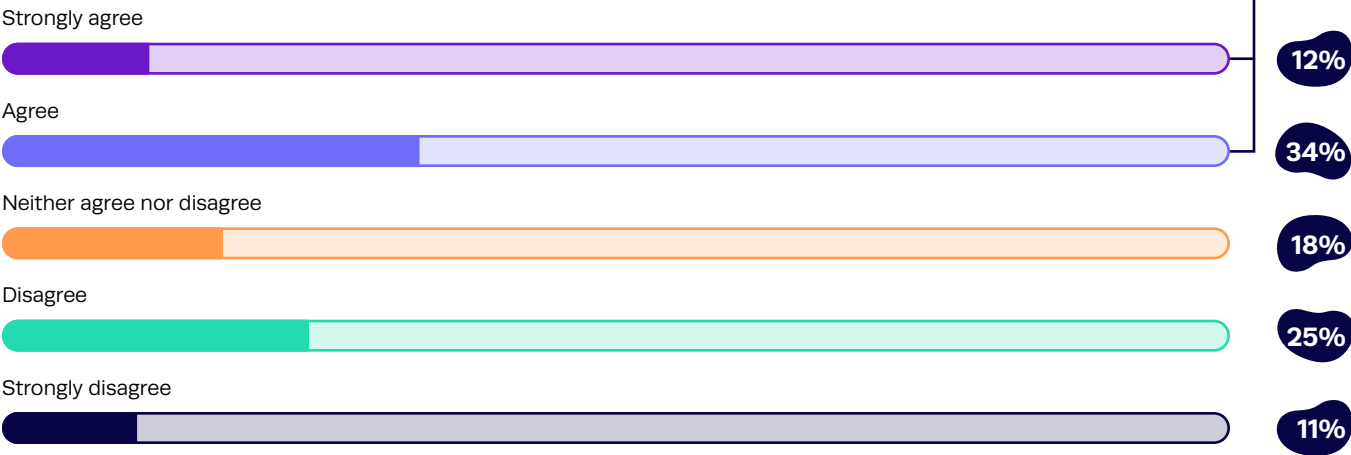 Strongly agree
12%
Agree
34%
Neither agree nor disagree
18%
Disagree
25%
Strongly disagree
11%